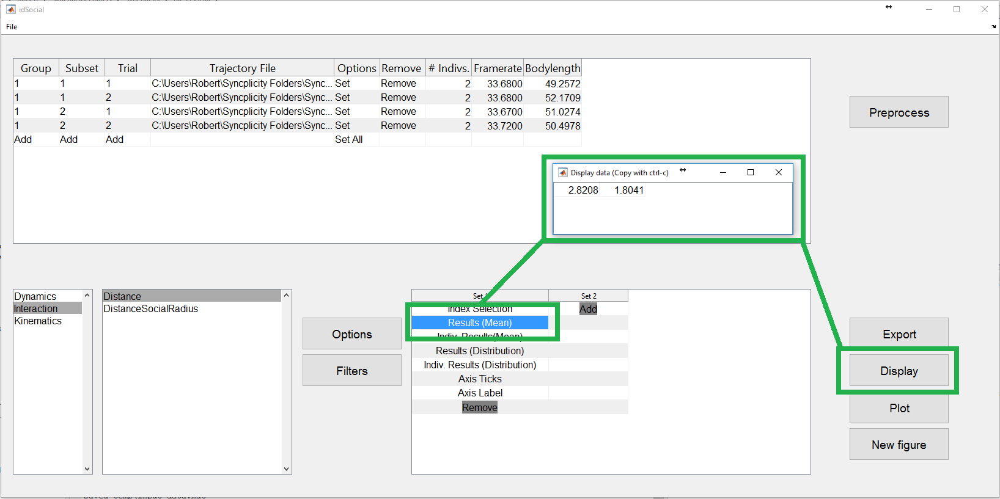 idSocial
File
Group Subset Trial Trajectory File Options Remove # Indivs. Framerate Bodylength
1 1 1 C:\Users\Robert\Syncplicity Folders\Sync... Set Remove 2 33.6800 49.2572
1 1 2 C:\Users\Robert\Syncplicity Folders\Sync... Set Remove 2 33.6800 52.1709
1 2 1 C:\Users\Robert\Syncplicity Folders\Sync... Set Remove 2 33.6700 51.0274
1 2 2 C:\Users\Robert\Syncplicity Folders\Sync... Set Remove 2 33.7200 50.4978
Add Add Add Set All
Preprocess
Display data (Copy with ctrl-c)
2.8208 1.8041
Dynamics
Interaction
Kinematics
Distance
DistanceSocialRadius
Options
Filters
Set 1 Set 2
Index Selection Add
Results (Mean)
Indiv. Results(Mean)
Results (Distribution)
Indiv. Results (Distribution)
Axis Ticks
Axis Label
Remove
Export
Display
Plot
New figure